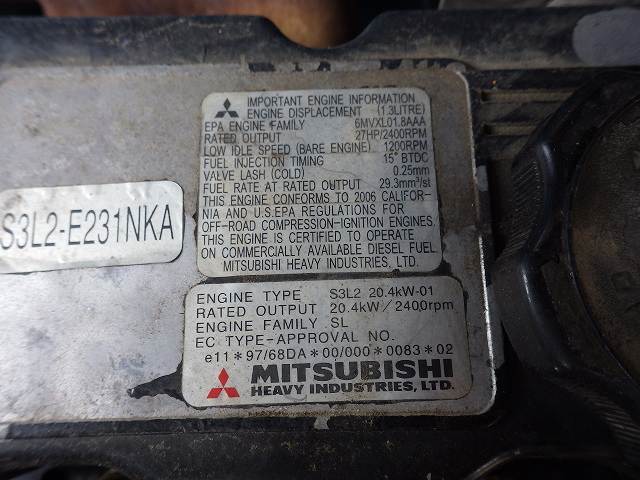 IMPORTANT ENGINE INFORMATION
ENGINE DISPLACEMENT (1.3LITRE)
EPA ENGINE FAMILY 6MVXL01.8AAA
RATED OUTPUT 27HP/2400RPM
LOW IDLE SPEED (BARE ENGINE) 1200RPM
FUEL INJECTION TIMING 15° BTDC
VALVE LASH (COLD) 0.25mm
FUEL RATE AT RATED OUTPUT 29.3mm³/st
THIS ENGINE CONFORMS TO 2006 CALIFOR-
NIA AND U.S.EPA REGULATIONS FOR
OFF-ROAD COMPRESSION-IGNITION ENGINES.
THIS ENGINE IS CERTIFIED TO OPERATE
ON COMMERCIALLY AVAILABLE DIESEL FUEL
MITSUBISHI HEAVY INDUSTRIES, LTD.
S3L2-E231NKA
ENGINE TYPE S3L2 20.4kW-01
RATED OUTPUT 20.4kW/2400rpm
ENGINE FAMILY SL
EC TYPE-APPROVAL NO.
e11*97/68DA*00/000*0083*02
MITSUBISHI
HEAVY INDUSTRIES, LTD.